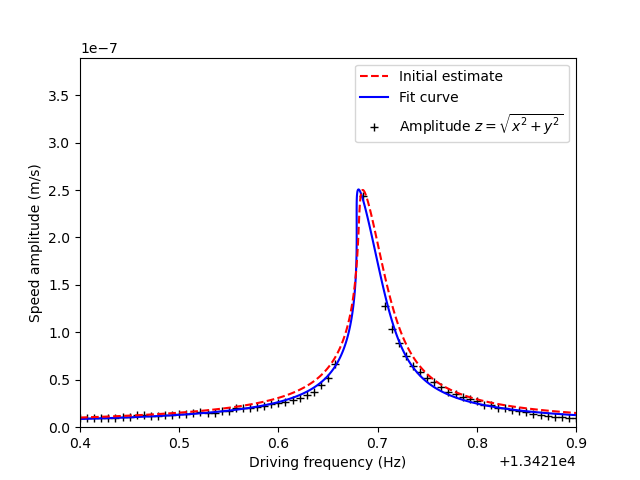 1e−7
3.5
3.0
2.5
2.0
1.5
1.0
0.5
0.0
Speed amplitude (m/s)
Initial estimate
Fit curve
Amplitude z = √x² + y²
0.4 0.5 0.6 0.7 0.8 0.9
Driving frequency (Hz)
+1.3421e4